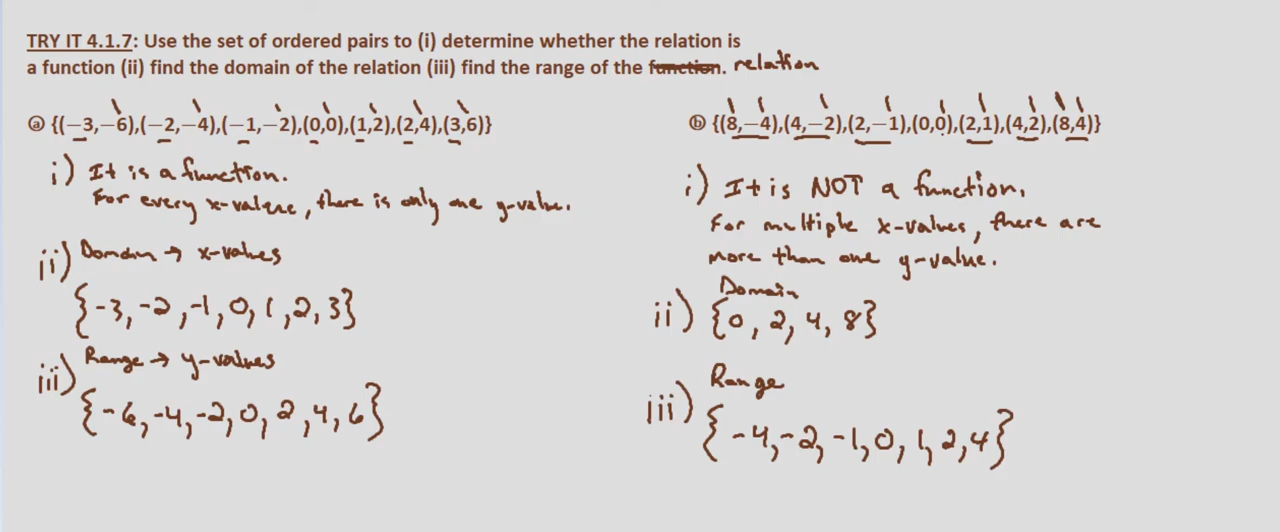 TRY IT 4.1.7: Use the set of ordered pairs to (i) determine whether the relation is
a function (ii) find the domain of the relation (iii) find the range of the function. relation
ⓐ {(−3,−6),(−2,−4),(−1,−2),(0,0),(1,2),(2,4),(3,6)}
i) It is a function.
For every x-value, there is only one y-value.
ii) Domain → x-values
{-3, -2, -1, 0, 1, 2, 3}
iii) Range → y-values
{-6, -4, -2, 0, 2, 4, 6}
ⓑ {(8,−4),(4,−2),(2,−1),(0,0),(2,1),(4,2),(8,4)}
i) It is NOT a function.
For multiple x-values, there are
more than one y-value.
Domain
ii) {0, 2, 4, 8}
Range
iii) {-4, -2, -1, 0, 1, 2, 4}